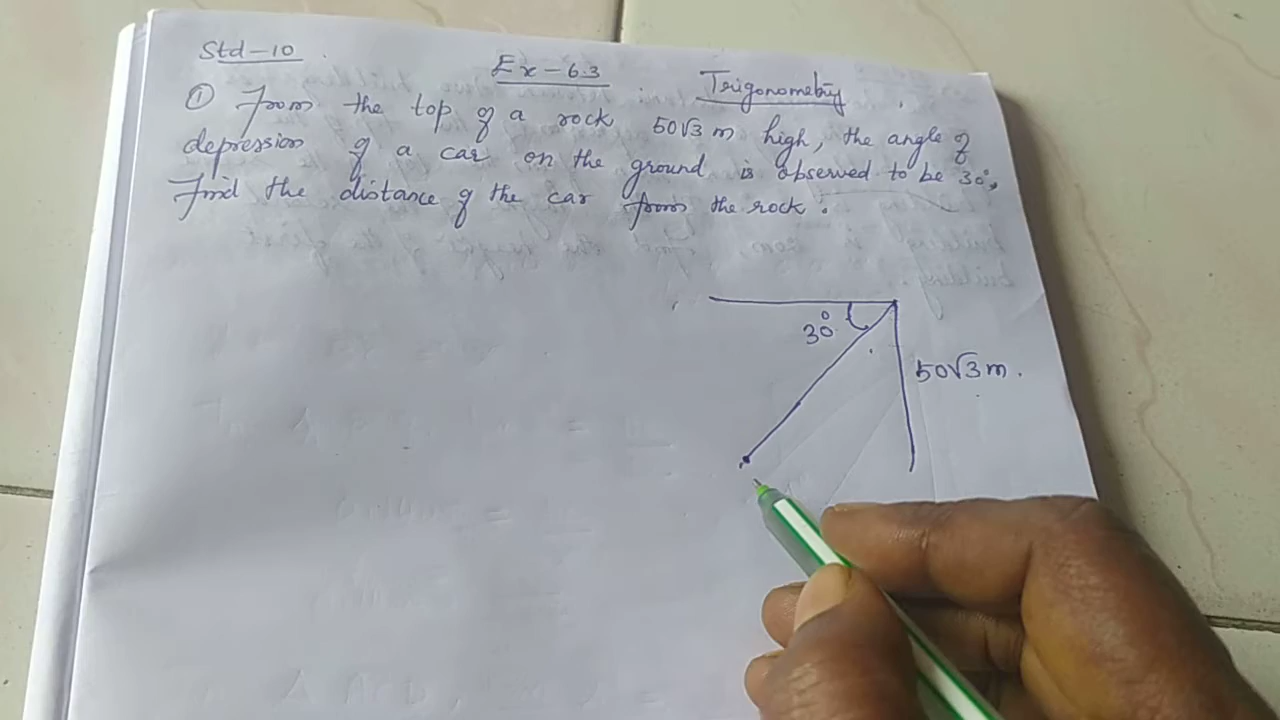 Std-10
Ex-6.3
Trigonometry
① From the top of a rock 50√3 m high, the angle of
depression of a car on the ground is observed to be 30°,
Find the distance of the car from the rock.
30°
50√3m.